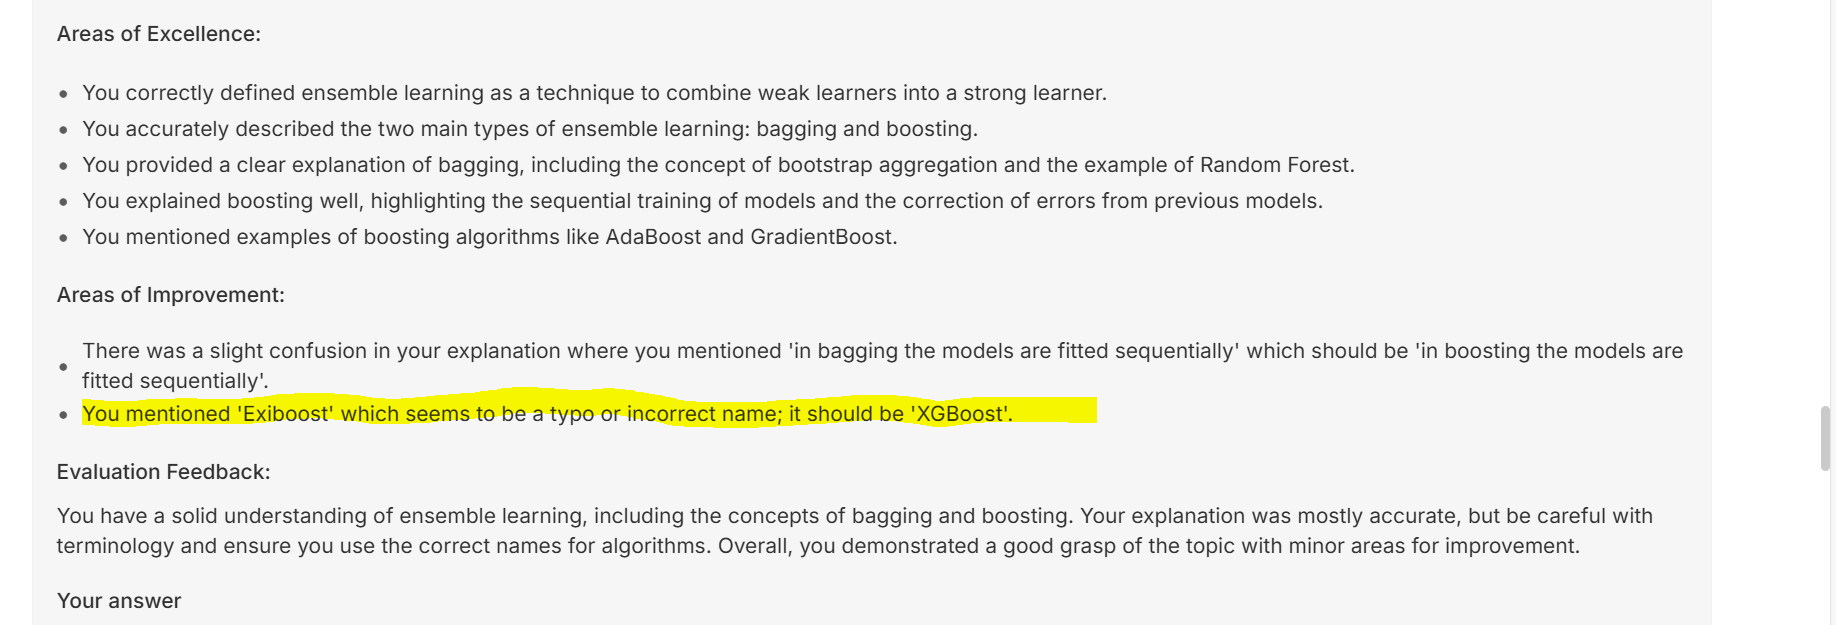 Areas of Excellence:
You correctly defined ensemble learning as a technique to combine weak learners into a strong learner.
You accurately described the two main types of ensemble learning: bagging and boosting.
You provided a clear explanation of bagging, including the concept of bootstrap aggregation and the example of Random Forest.
You explained boosting well, highlighting the sequential training of models and the correction of errors from previous models.
You mentioned examples of boosting algorithms like AdaBoost and GradientBoost.
Areas of Improvement:
There was a slight confusion in your explanation where you mentioned 'in bagging the models are fitted sequentially' which should be 'in boosting the models are
fitted sequentially'.
You mentioned 'Exiboost' which seems to be a typo or incorrect name; it should be 'XGBoost'.
Evaluation Feedback:
You have a solid understanding of ensemble learning, including the concepts of bagging and boosting. Your explanation was mostly accurate, but be careful with
terminology and ensure you use the correct names for algorithms. Overall, you demonstrated a good grasp of the topic with minor areas for improvement.
Your answer